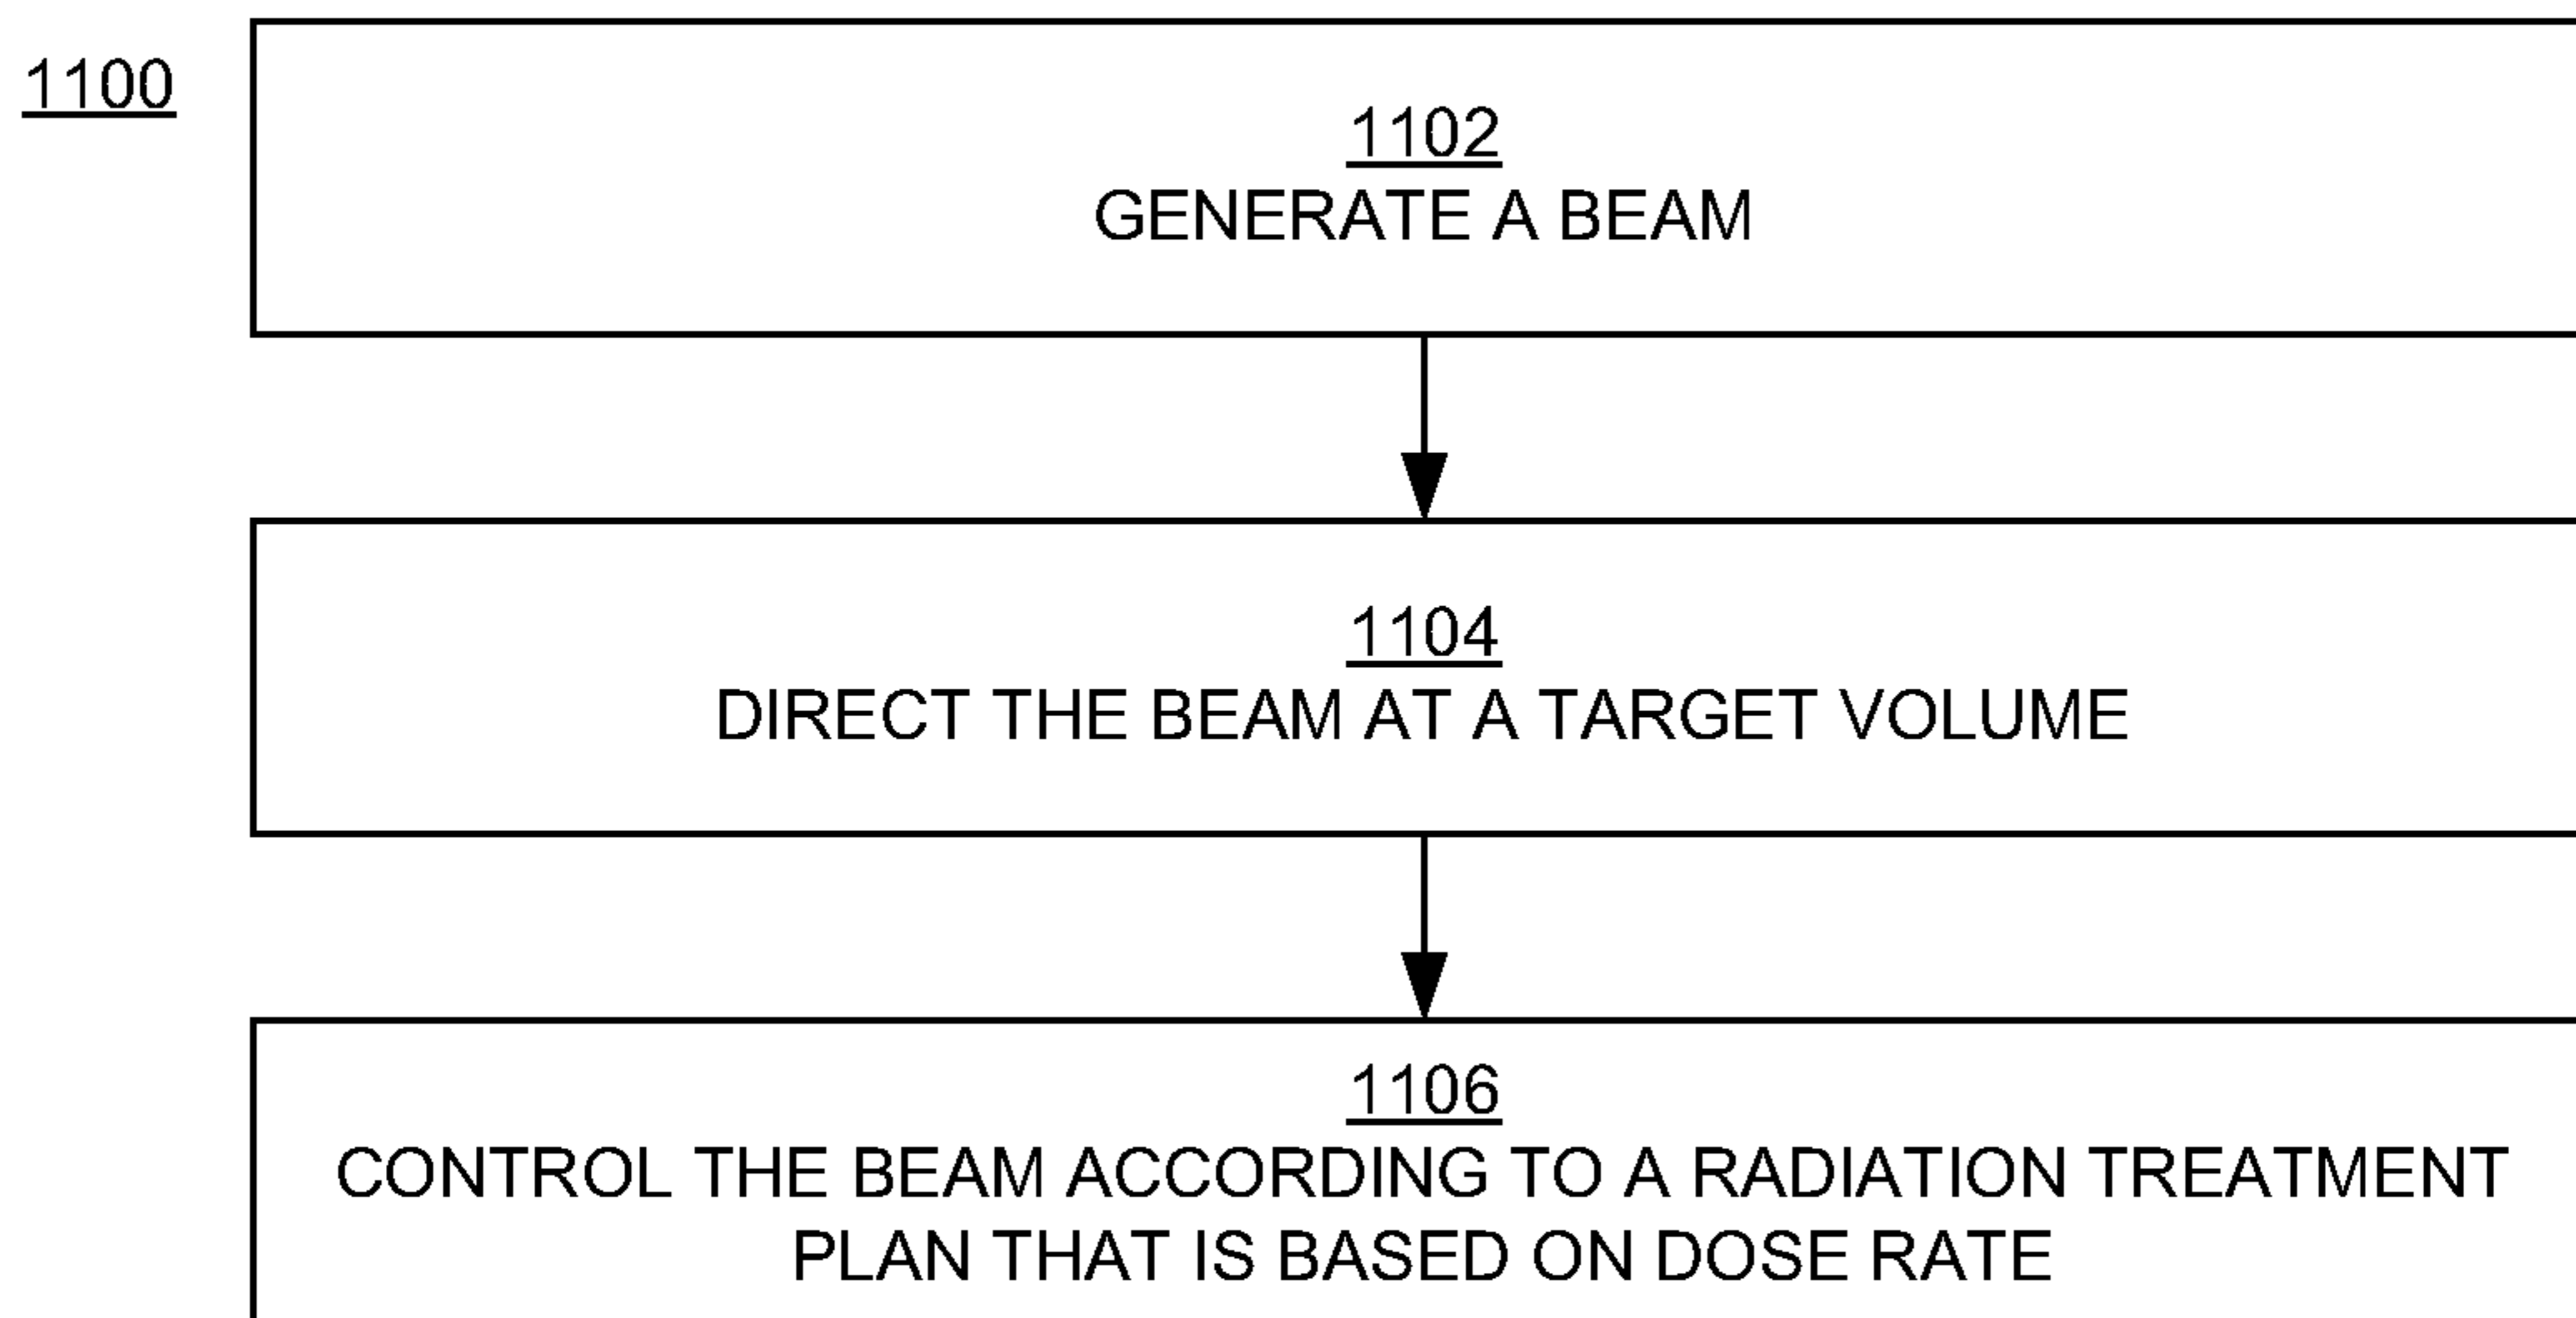 1100
1102
GENERATE A BEAM
1104
DIRECT THE BEAM AT A TARGET VOLUME
1106
CONTROL THE BEAM ACCORDING TO A RADIATION TREATMENT
PLAN THAT IS BASED ON DOSE RATE